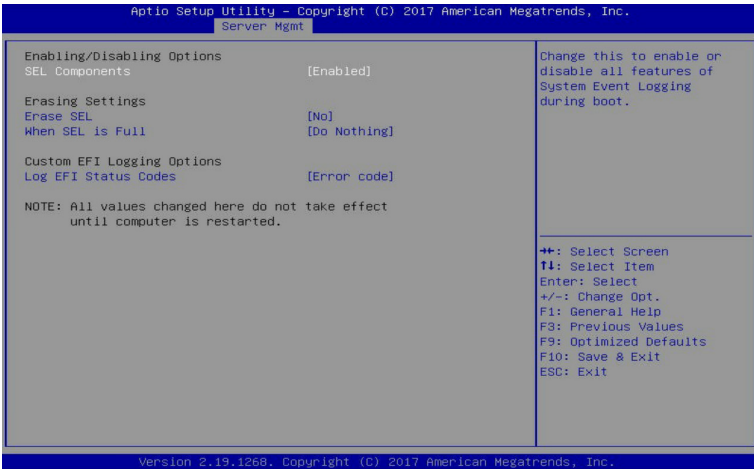 Aptio Setup Utility – Copyright (C) 2017 American Megatrends, Inc.
Server Mgmt
Enabling/Disabling Options
SEL Components [Enabled]
Erasing Settings
Erase SEL [No]
When SEL is Full [Do Nothing]
Custom EFI Logging Options
Log EFI Status Codes [Error code]
NOTE: All values changed here do not take effect
until computer is restarted.
Change this to enable or
disable all features of
System Event Logging
during boot.
→←: Select Screen
↑↓: Select Item
Enter: Select
+/-: Change Opt.
F1: General Help
F3: Previous Values
F9: Optimized Defaults
F10: Save & Exit
ESC: Exit
Version 2.19.1268. Copyright (C) 2017 American Megatrends, Inc.